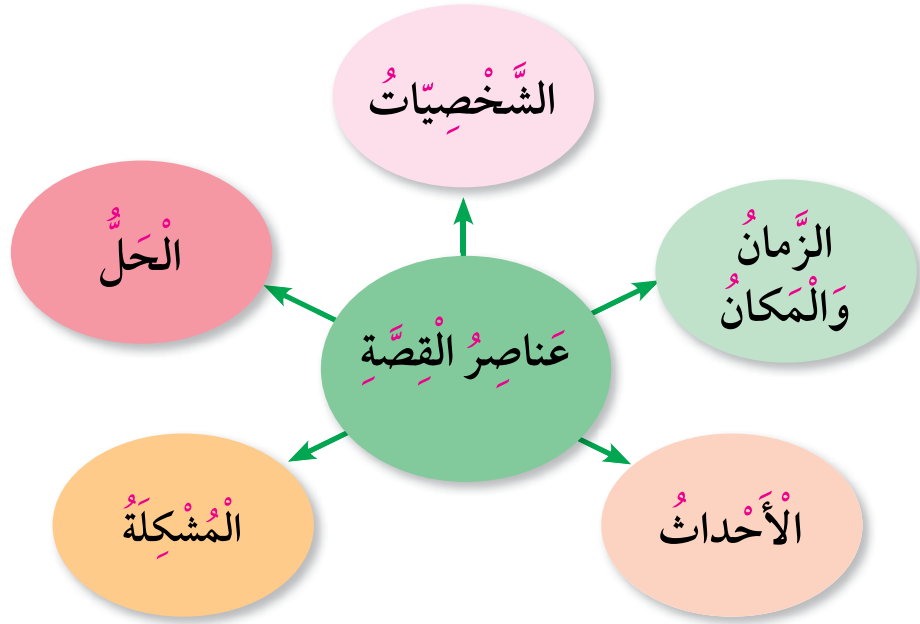 الشَّخْصِيّاتُ
الزَّمانُ
وَالْمَكانُ
الْحَلُّ
عَناصِرُ الْقِصَّةِ
الْأَحْداثُ
الْمُشْكِلَةُ